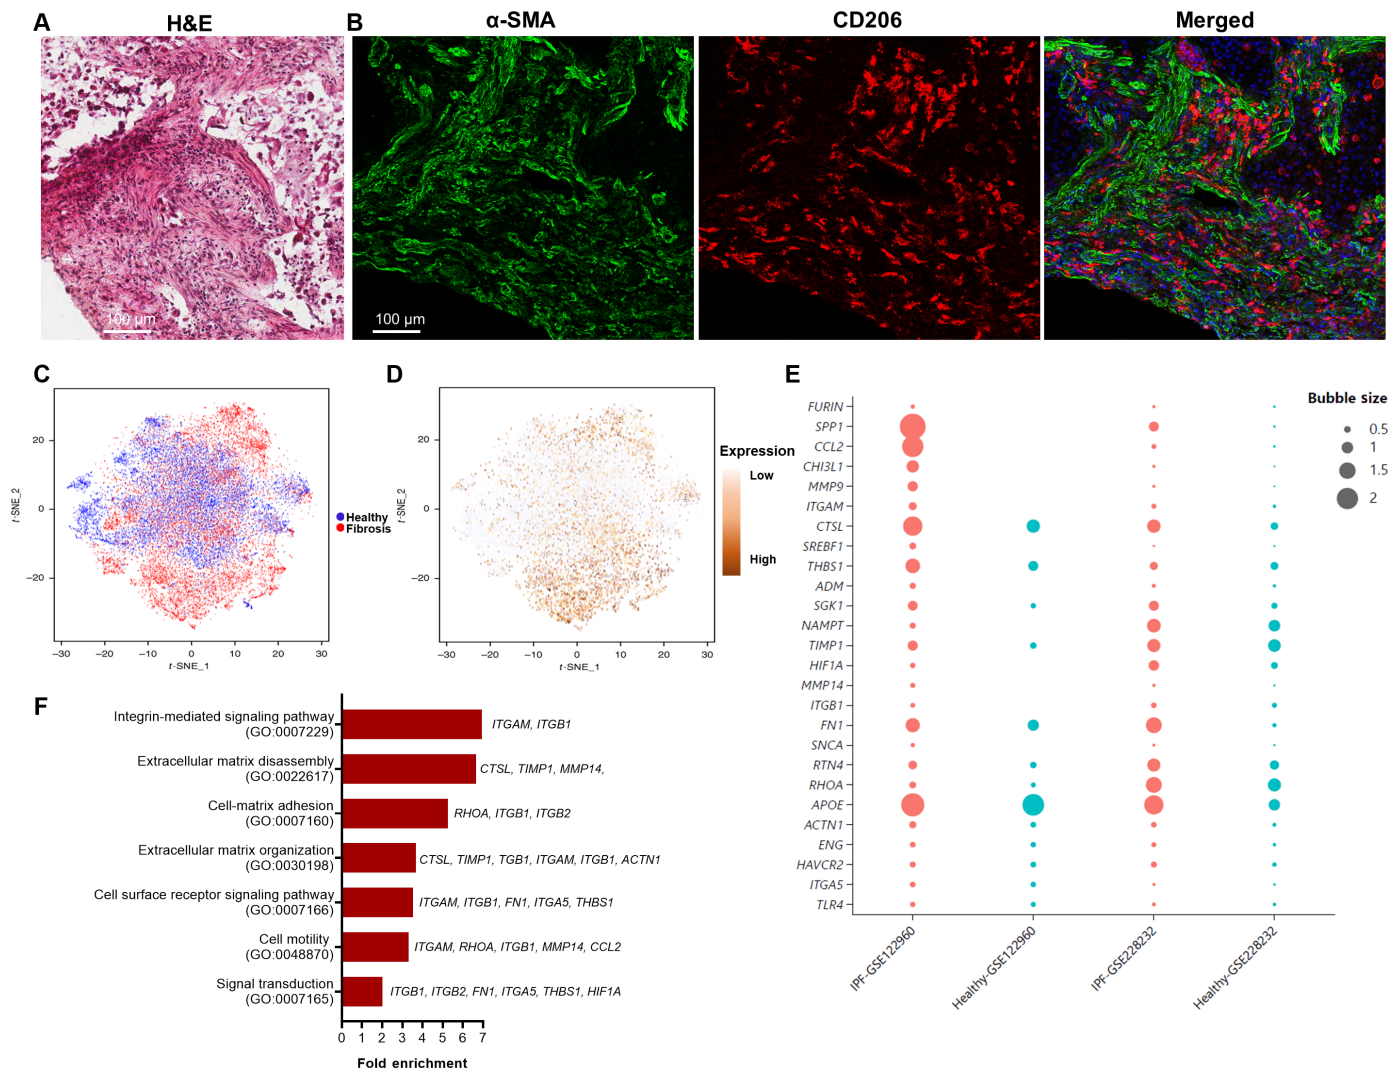 A
H&E
B
α-SMA
CD206
Merged
100 µm
100 µm
C
20
0
−20
−30
−20
−10
0
10
20
30
t-SNE_2
t-SNE_1
Healthy
Fibrosis
D
20
0
−20
−30
−20
−10
0
10
20
30
t-SNE_2
t-SNE_1
Expression
Low
High
E
FURIN
SPP1
CCL2
CHI3L1
MMP9
ITGAM
CTSL
SREBF1
THBS1
ADM
SGK1
NAMPT
TIMP1
HIF1A
MMP14
ITGB1
FN1
SNCA
RTN4
RHOA
APOE
ACTN1
ENG
HAVCR2
ITGA5
TLR4
IPF-GSE122960
Healthy-GSE122960
IPF-GSE228232
Healthy-GSE228232
Bubble size
0.5
1
1.5
2
F
Integrin-mediated signaling pathway
(GO:0007229)
ITGAM, ITGB1
Extracellular matrix disassembly
(GO:0022617)
CTSL, TIMP1, MMP14,
Cell-matrix adhesion
(GO:0007160)
RHOA, ITGB1, ITGB2
Extracellular matrix organization
(GO:0030198)
CTSL, TIMP1, TGB1, ITGAM, ITGB1, ACTN1
Cell surface receptor signaling pathway
(GO:0007166)
ITGAM, ITGB1, FN1, ITGA5, THBS1
Cell motility
(GO:0048870)
ITGAM, RHOA, ITGB1, MMP14, CCL2
Signal transduction
(GO:0007165)
ITGB1, ITGB2, FN1, ITGA5, THBS1, HIF1A
0 1 2 3 4 5 6 7
Fold enrichment